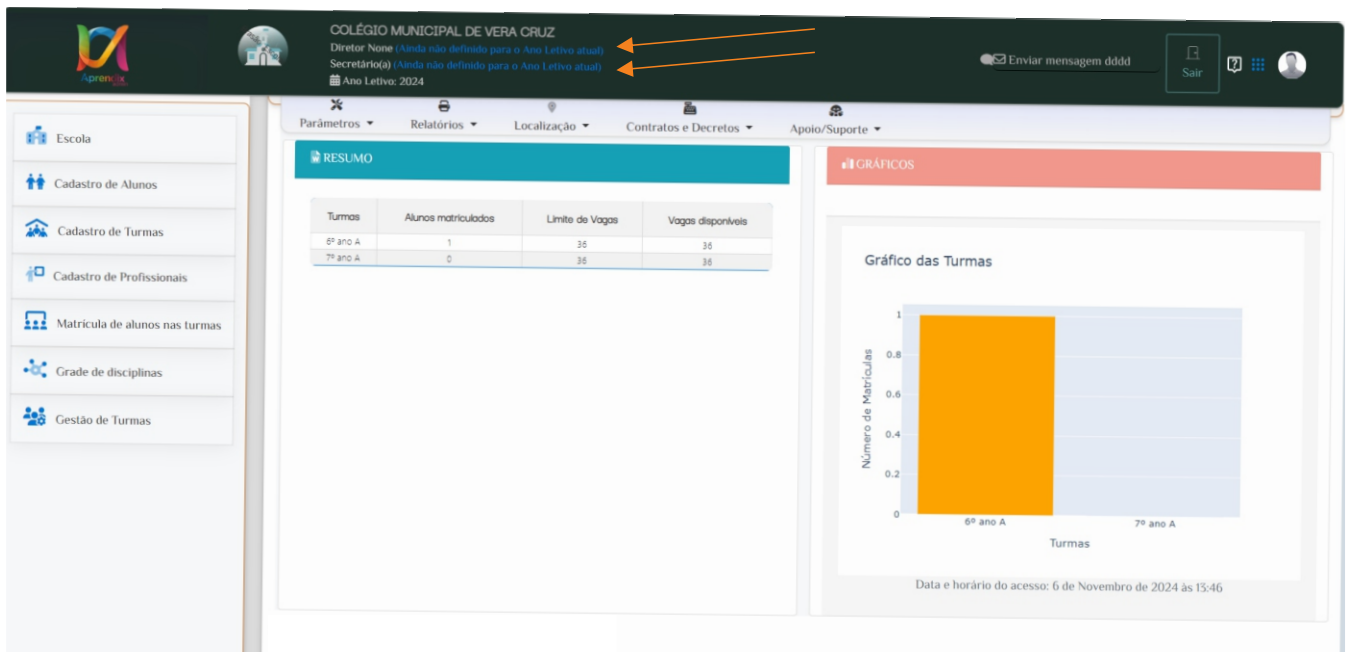 Aprendix
COLÉGIO MUNICIPAL DE VERA CRUZ
Diretor None (Ainda não definido para o Ano Letivo atual)
Secretário(a) (Ainda não definido para o Ano Letivo atual)
Ano Letivo: 2024
Enviar mensagem dddd
Sair
Escola
Cadastro de Alunos
Cadastro de Turmas
Cadastro de Profissionais
Matrícula de alunos nas turmas
Grade de disciplinas
Gestão de Turmas
Parâmetros Relatórios Localização Contratos e Decretos Apoio/Suporte
RESUMO
Turmas Alunos matriculados Limite de Vagas Vagas disponíveis
6º ano A 1 36 36
7º ano A 0 36 36
GRÁFICOS
Gráfico das Turmas
Número de Matrículas
1
0.8
0.6
0.4
0.2
0
6º ano A 7º ano A
Turmas
Data e horário do acesso: 6 de Novembro de 2024 às 15:46